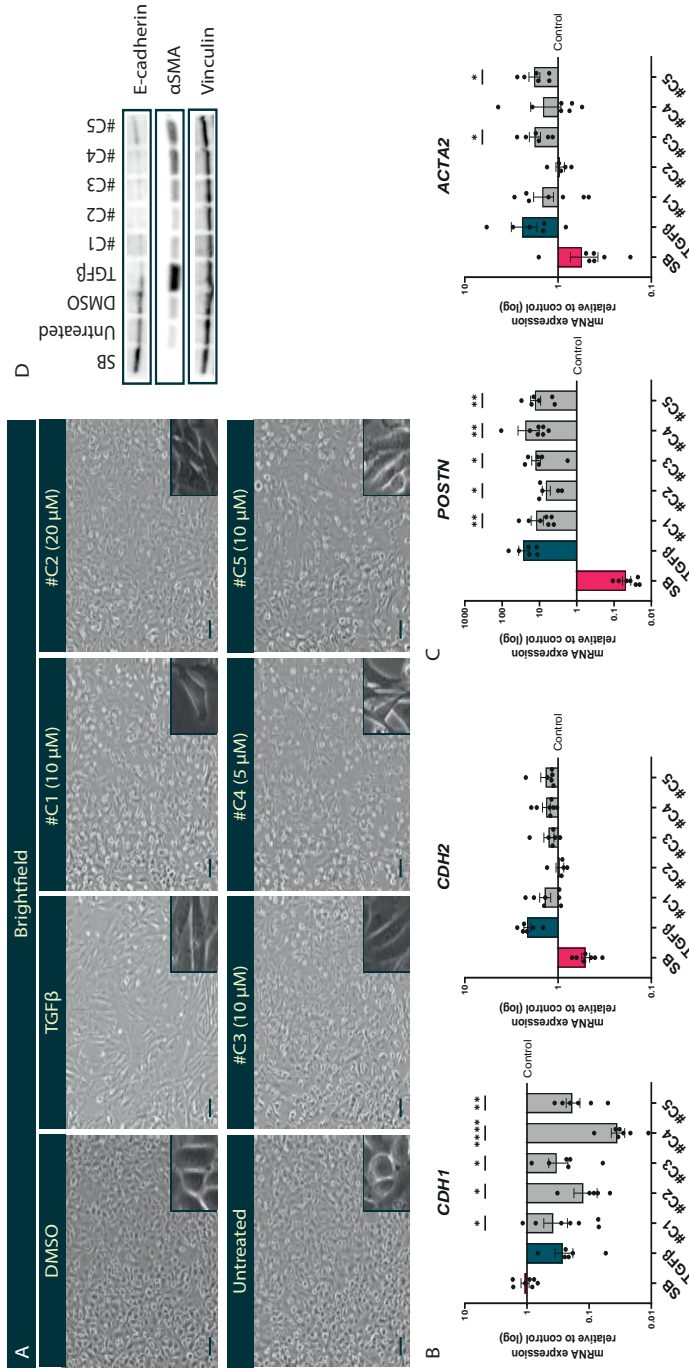 A
Brightfield
DMSO
TGFβ
#C1 (10 μM)
#C2 (20 μM)
Untreated
#C3 (10 μM)
#C4 (5 μM)
#C5 (10 μM)
B
CDH1
mRNA expression
relative to control (log)
10
1
0.1
0.01
Control
* * * **** **
SB TGFβ #C1 #C2 #C3 #C4 #C5
CDH2
mRNA expression
relative to control (log)
10
1
0.1
Control
SB TGFβ #C1 #C2 #C3 #C4 #C5
C
POSTN
mRNA expression
relative to control (log)
1000
100
10
1
0.1
0.01
Control
** * * ** **
SB TGFβ #C1 #C2 #C3 #C4 #C5
ACTA2
mRNA expression
relative to control (log)
10
1
0.1
Control
* *
SB TGFβ #C1 #C2 #C3 #C4 #C5
D
SB Untreated DMSO TGFβ #C1 #C2 #C3 #C4 #C5
E-cadherin
αSMA
Vinculin